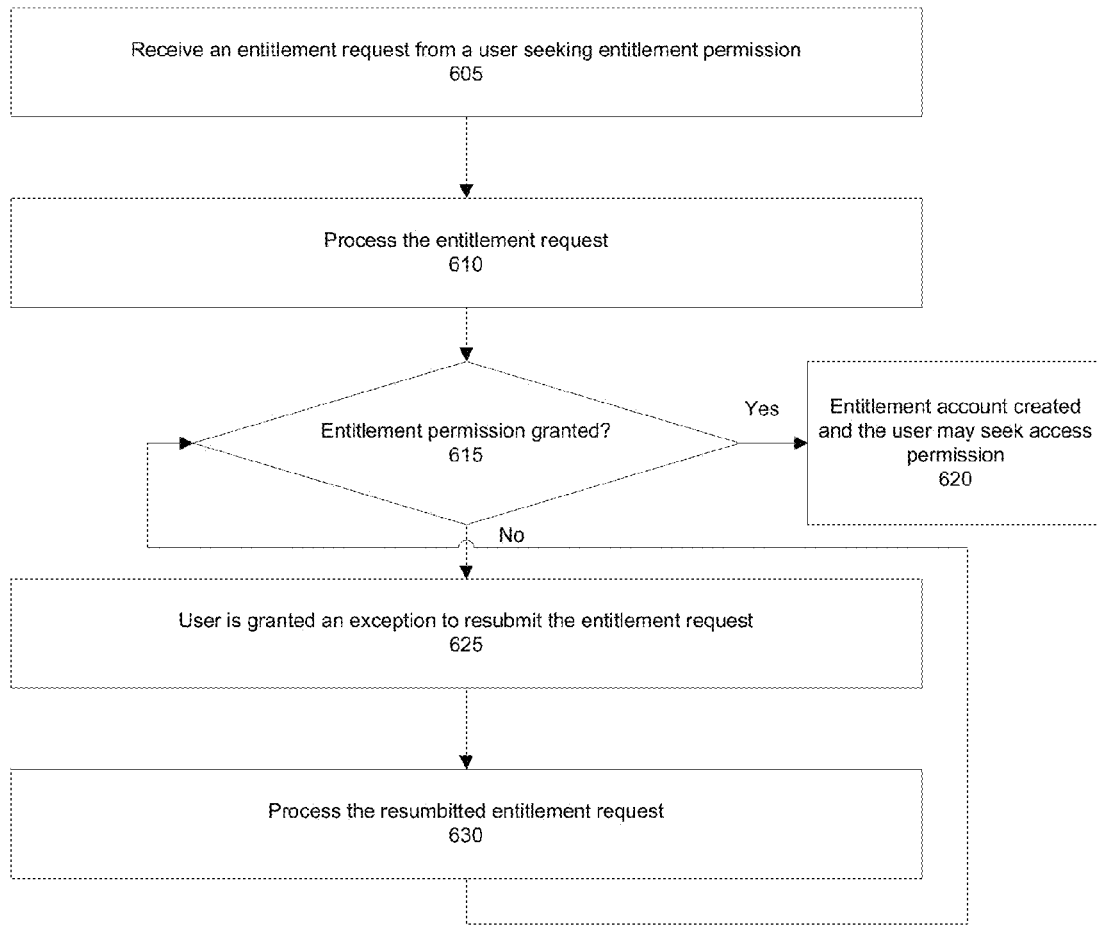 Receive an entitlement request from a user seeking entitlement permission
605
Process the entitlement request
610
Entitlement permission granted?
615
Yes
Entitlement account created
and the user may seek access
permission
620
No
User is granted an exception to resubmit the entitlement request
625
Process the resumbitted entitlement request
630